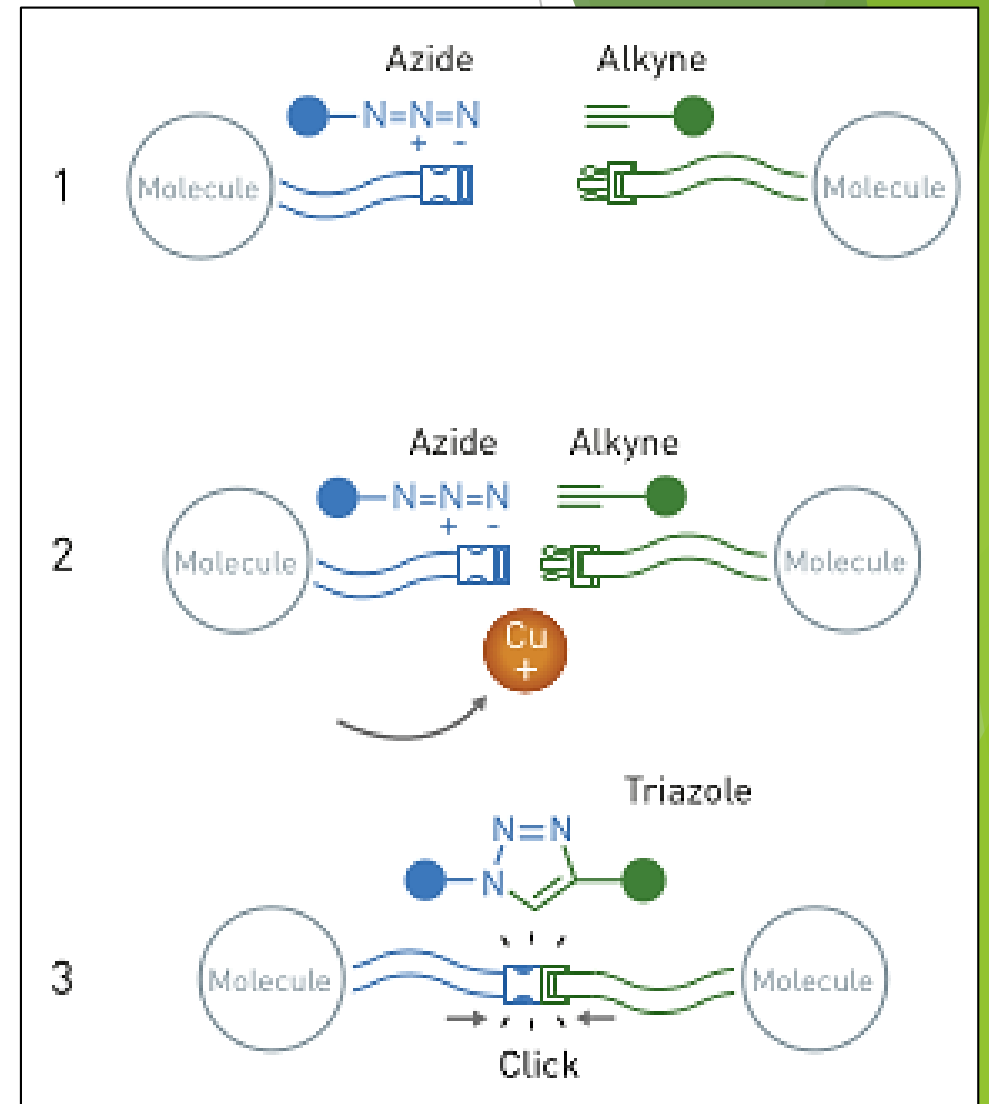 Azide Alkyne
N=N=N
+ -
1
Molecule Molecule
Azide Alkyne
N=N=N
+ -
2
Molecule Molecule
Cu
+
Triazole
N=N
N
3
Molecule Molecule
Click